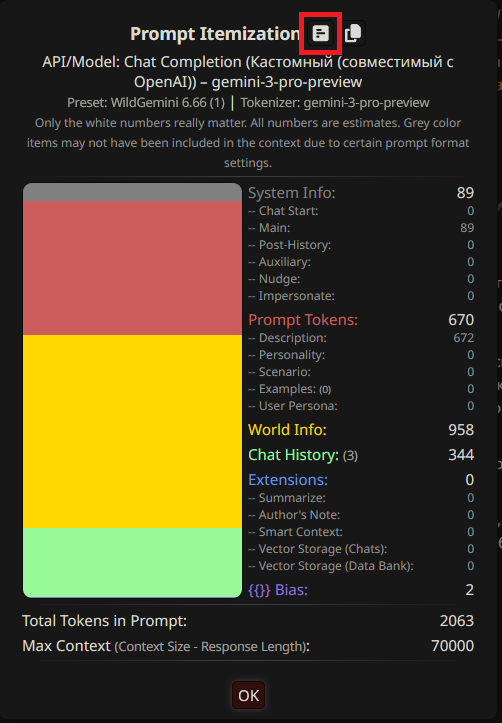 Prompt Itemization
API/Model: Chat Completion (Кастомный (совместимый с
OpenAI)) – gemini-3-pro-preview
Preset: WildGemini 6.66 (1) | Tokenizer: gemini-3-pro-preview
Only the white numbers really matter. All numbers are estimates. Grey color
items may not have been included in the context due to certain prompt format
settings.
System Info: 89
-- Chat Start: 0
-- Main: 89
-- Post-History: 0
-- Auxiliary: 0
-- Nudge: 0
-- Impersonate: 0
Prompt Tokens: 670
-- Description: 672
-- Personality: 0
-- Scenario: 0
-- Examples: (0) 0
-- User Persona: 0
World Info: 958
Chat History: (3) 344
Extensions: 0
-- Summarize: 0
-- Author's Note: 0
-- Smart Context: 0
-- Vector Storage (Chats): 0
-- Vector Storage (Data Bank): 0
{{}} Bias: 2
Total Tokens in Prompt: 2063
Max Context (Context Size - Response Length): 70000
OK